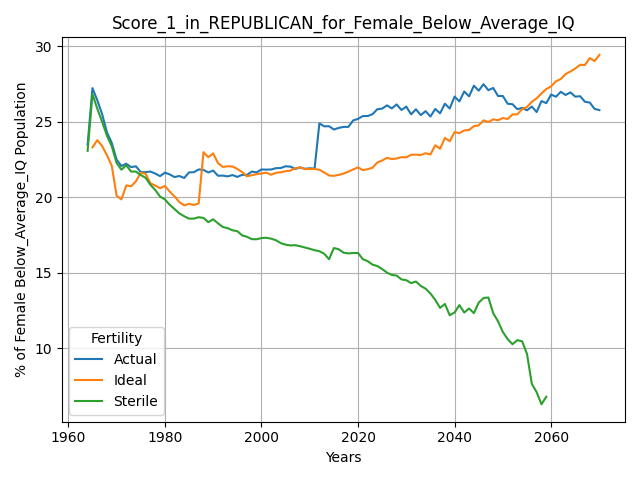 Score_1_in_REPUBLICAN_for_Female_Below_Average_IQ
% of Female Below_Average_IQ Population
30
25
20
15
10
Fertility
Actual
Ideal
Sterile
1960 1980 2000 2020 2040 2060
Years